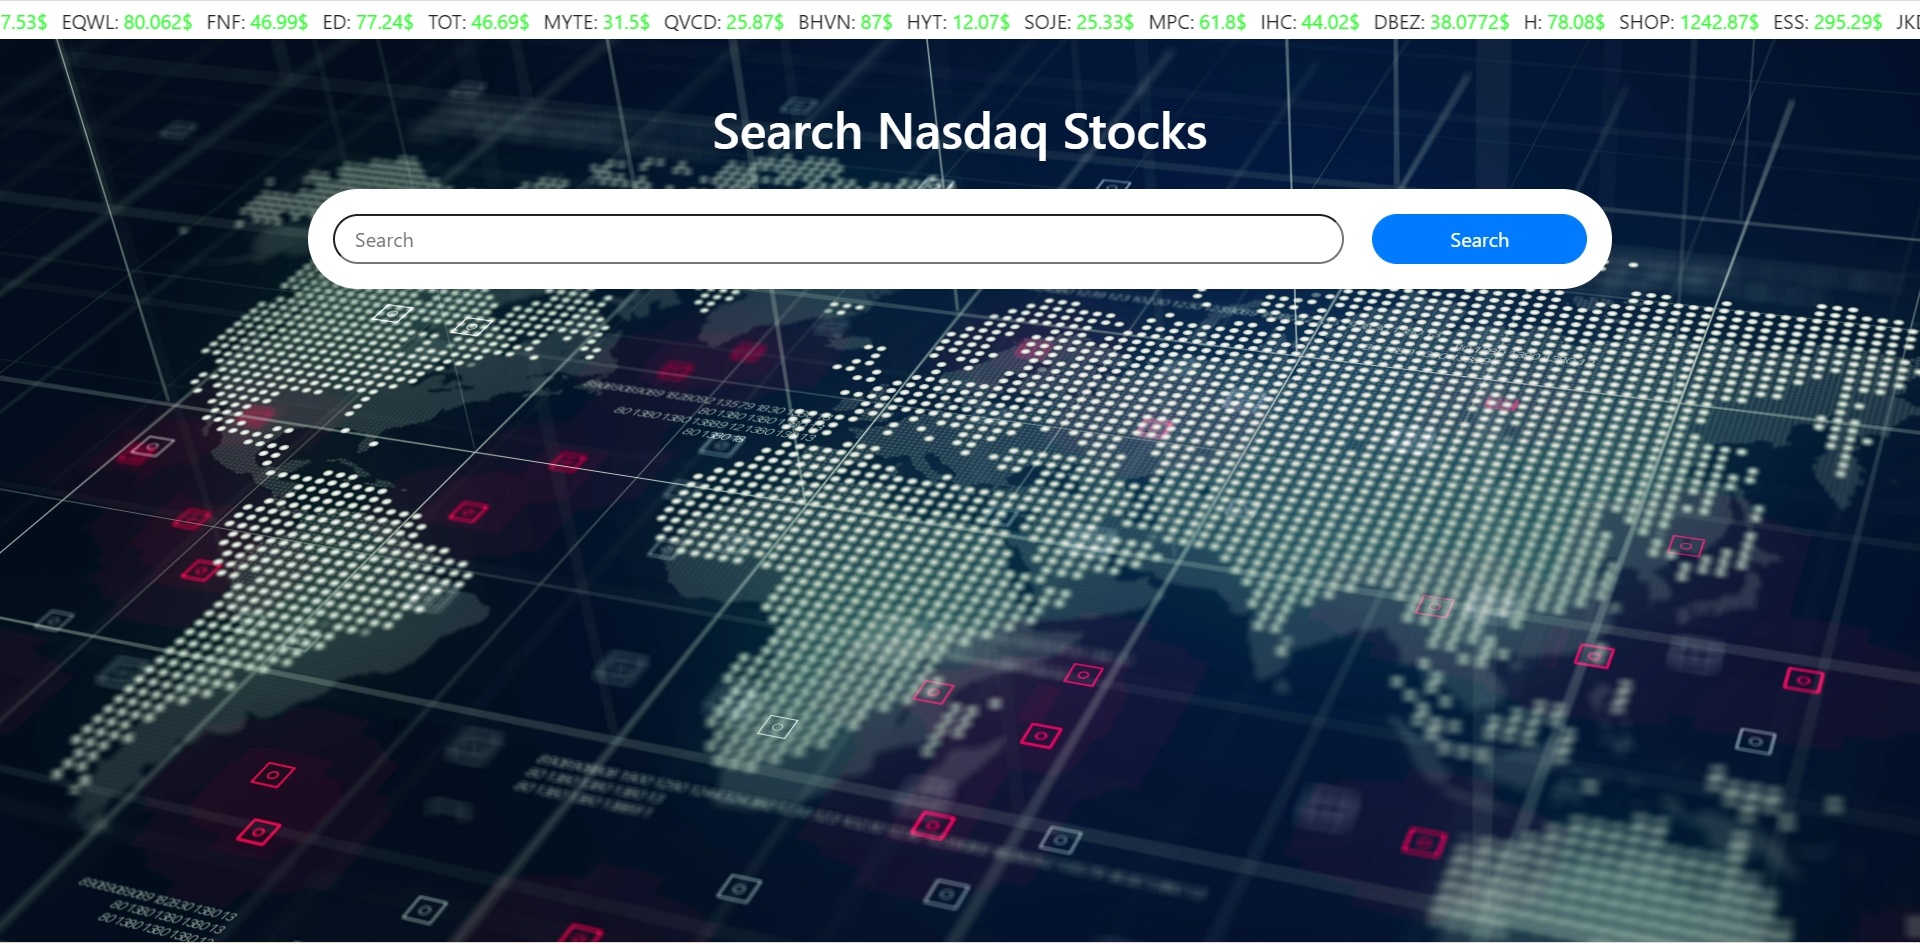 7.53$ EQWL: 80.062$ FNF: 46.99$ ED: 77.24$ TOT: 46.69$ MYTE: 31.5$ QVCD: 25.87$ BHVN: 87$ HYT: 12.07$ SOJE: 25.33$ MPC: 61.8$ IHC: 44.02$ DBEZ: 38.0772$ H: 78.08$ SHOP: 1242.87$ ESS: 295.29$
Search Nasdaq Stocks
Search Search